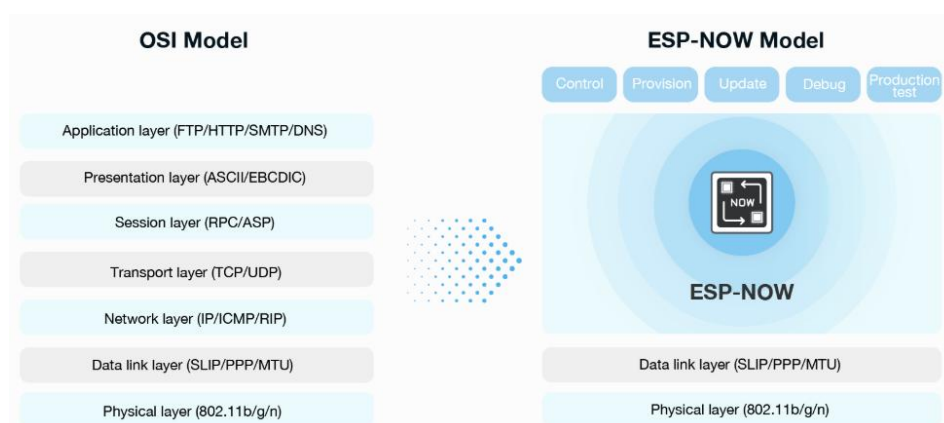 OSI Model
Application layer (FTP/HTTP/SMTP/DNS)
Presentation layer (ASCII/EBCDIC)
Session layer (RPC/ASP)
Transport layer (TCP/UDP)
Network layer (IP/ICMP/RIP)
Data link layer (SLIP/PPP/MTU)
Physical layer (802.11b/g/n)
ESP-NOW Model
Control
Provision
Update
Debug
Production
test
NOW
ESP-NOW
Data link layer (SLIP/PPP/MTU)
Physical layer (802.11b/g/n)